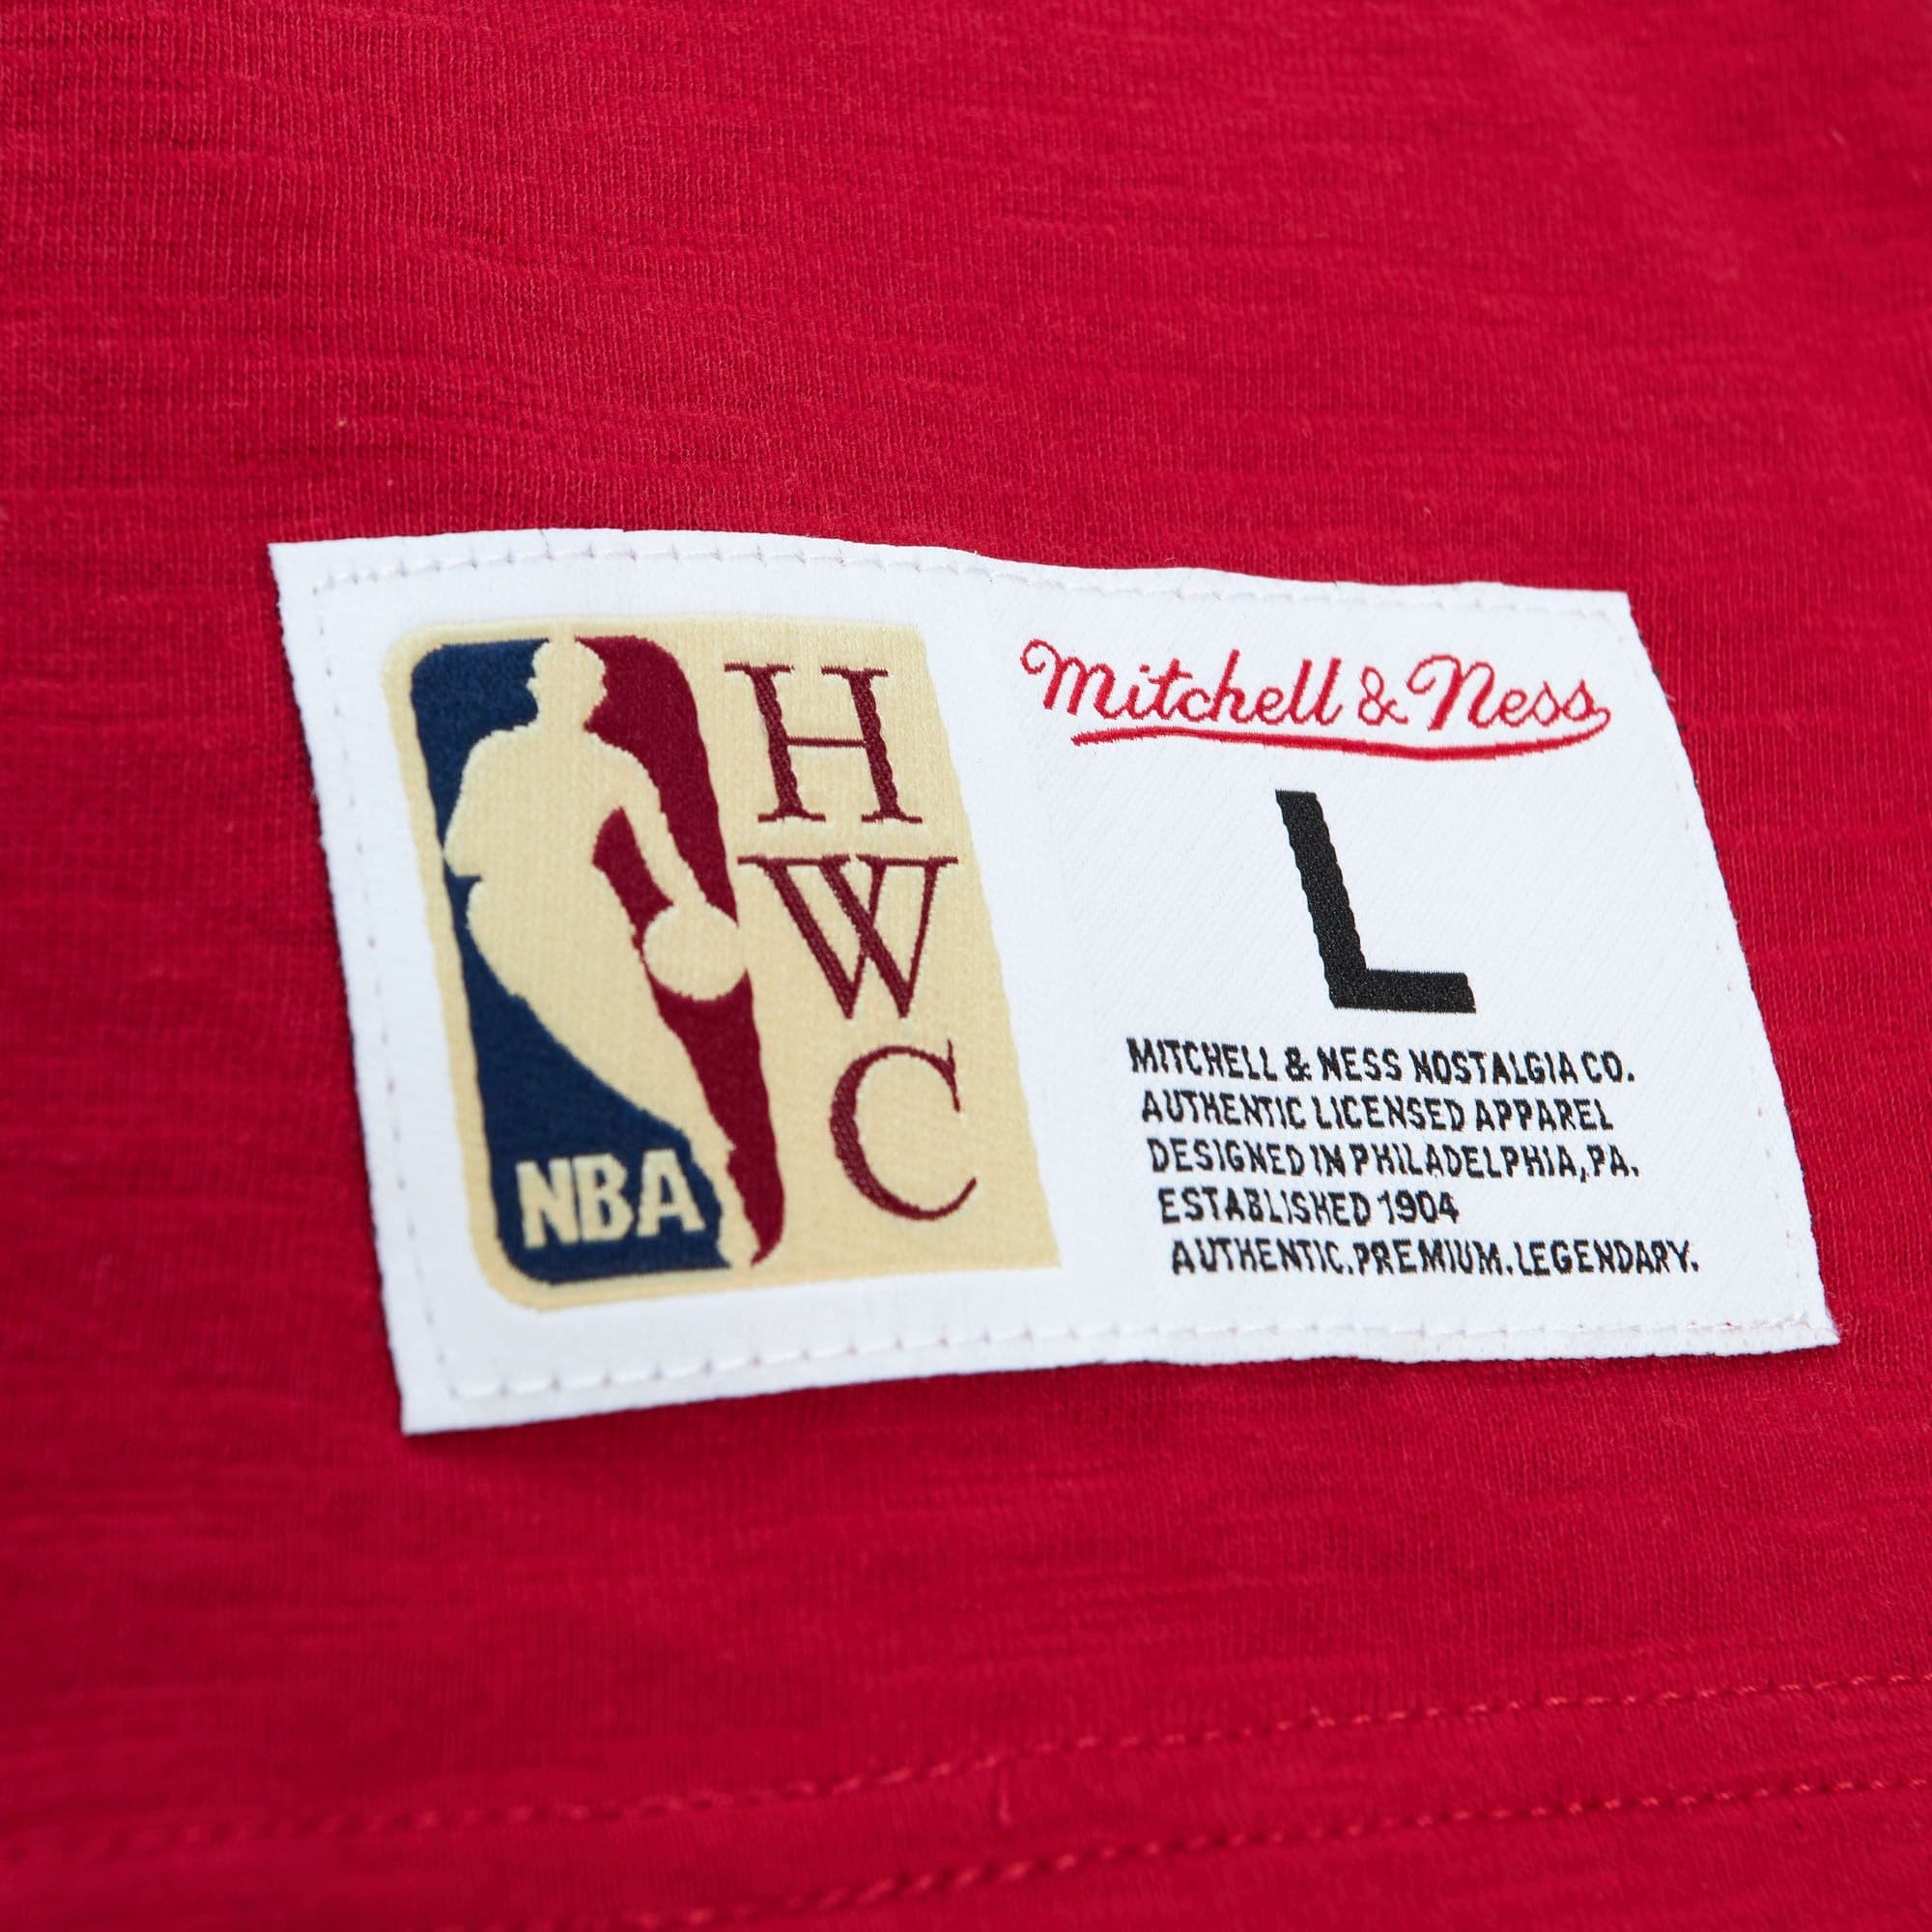 NBA
H
W
C
Mitchell & Ness
L
MITCHELL & NESS NOSTALGIA CO.
AUTHENTIC LICENSED APPAREL
DESIGNED IN PHILADELPHIA, PA.
ESTABLISHED 1904
AUTHENTIC.PREMIUM.LEGENDARY.